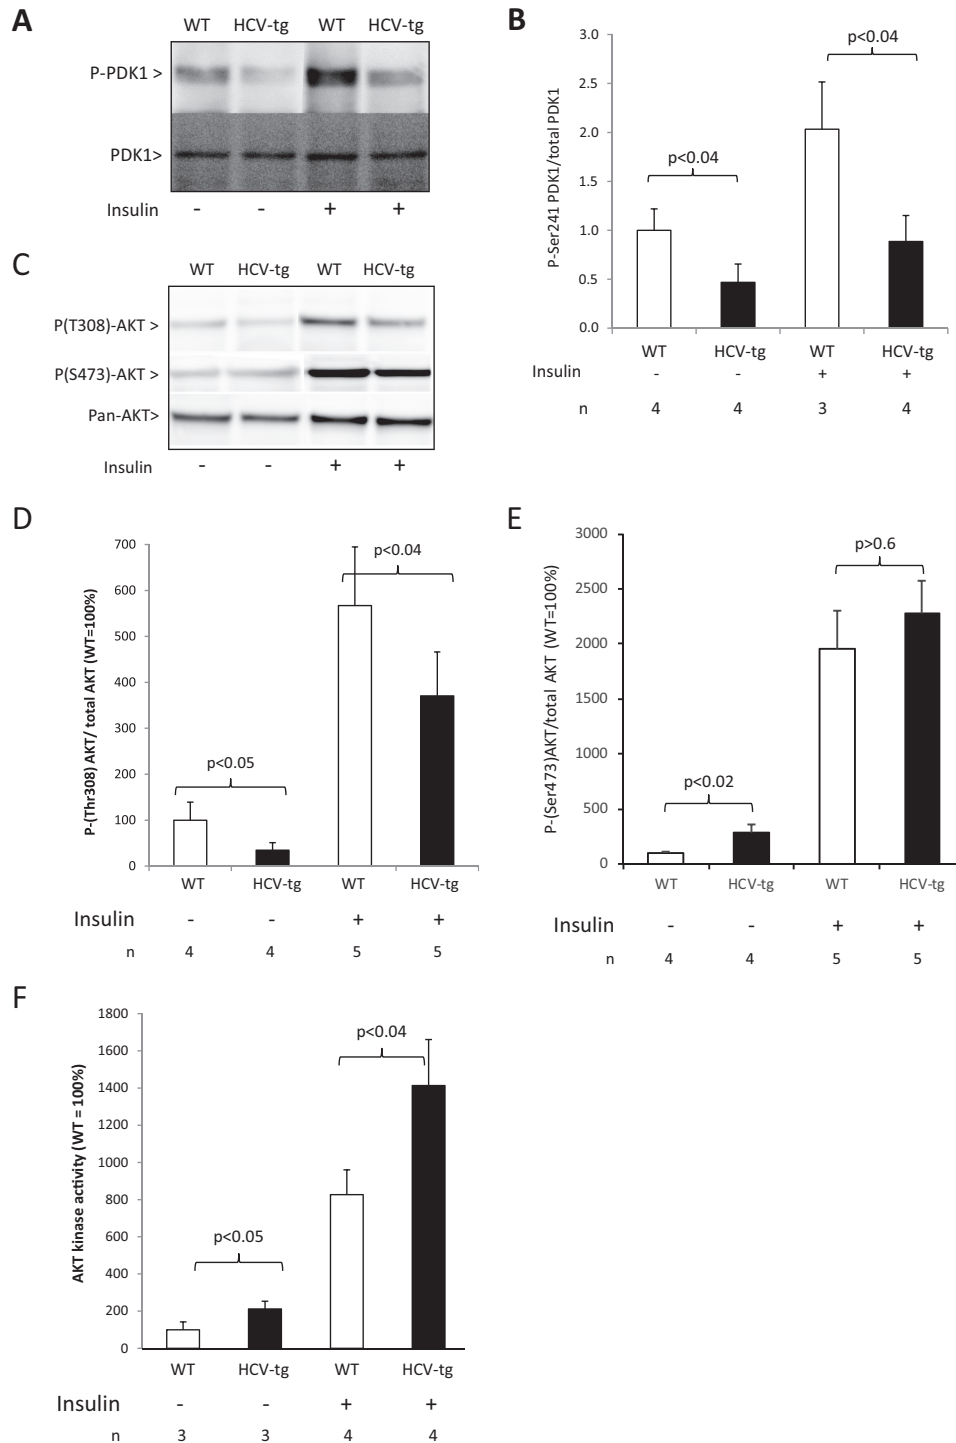 A
WT HCV-tg WT HCV-tg
P-PDK1 >
PDK1>
Insulin - - + +
B
P-Ser241 PDK1/total PDK1
3.0
2.5
2.0
1.5
1.0
0.5
0.0
p<0.04
p<0.04
WT HCV-tg WT HCV-tg
Insulin - - + +
n 4 4 3 4
C
WT HCV-tg WT HCV-tg
P(T308)-AKT >
P(S473)-AKT >
Pan-AKT>
Insulin - - + +
D
P-(Thr308) AKT/ total AKT (WT=100%)
700
600
500
400
300
200
100
0
p<0.05
p<0.04
WT HCV-tg WT HCV-tg
Insulin - - + +
n 4 4 5 5
E
P-(Ser473)AKT/total AKT (WT=100%)
3000
2500
2000
1500
1000
500
0
p<0.02
p>0.6
WT HCV-tg WT HCV-tg
Insulin - - + +
n 4 4 5 5
F
AKT kinase activity (WT = 100%)
1800
1600
1400
1200
1000
800
600
400
200
0
p<0.05
p<0.04
WT HCV-tg WT HCV-tg
Insulin - - + +
n 3 3 4 4